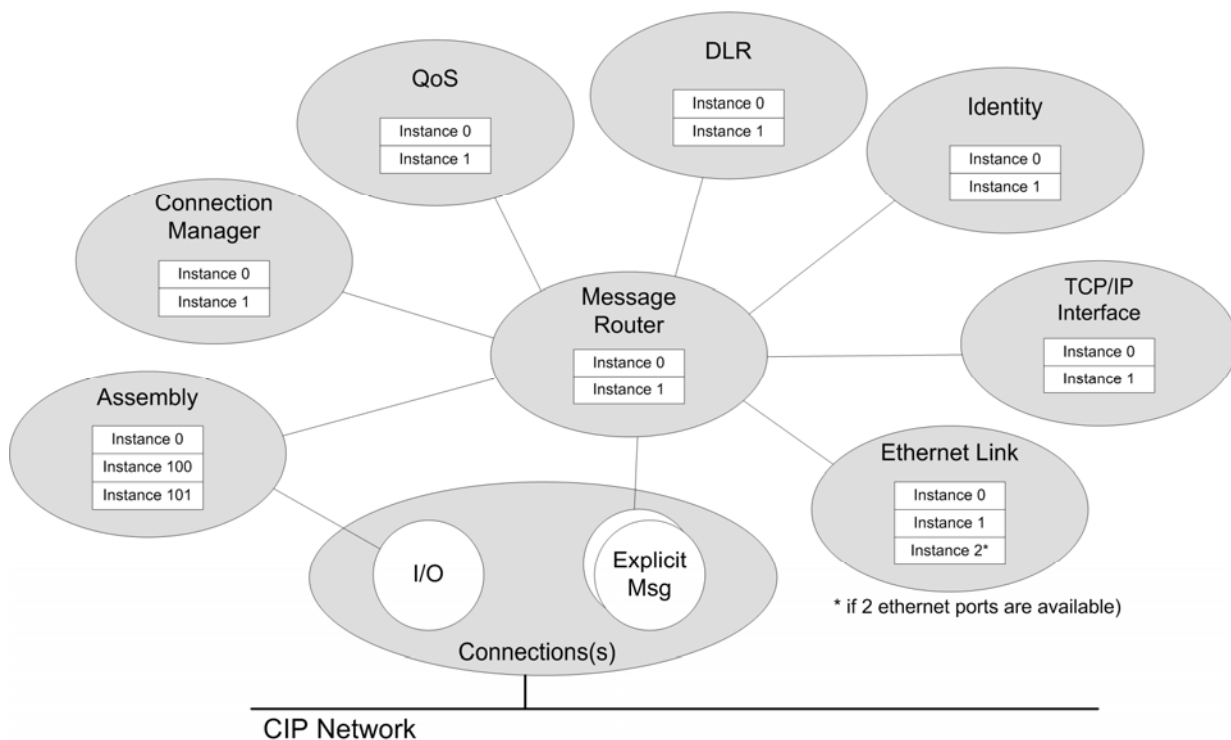 QoS
Instance 0
Instance 1
DLR
Instance 0
Instance 1
Identity
Instance 0
Instance 1
Connection
Manager
Instance 0
Instance 1
Message
Router
Instance 0
Instance 1
TCP/IP
Interface
Instance 0
Instance 1
Assembly
Instance 0
Instance 100
Instance 101
Ethernet Link
Instance 0
Instance 1
Instance 2*
* if 2 ethernet ports are available)
I/O
Explicit
Msg
Connections(s)
CIP Network